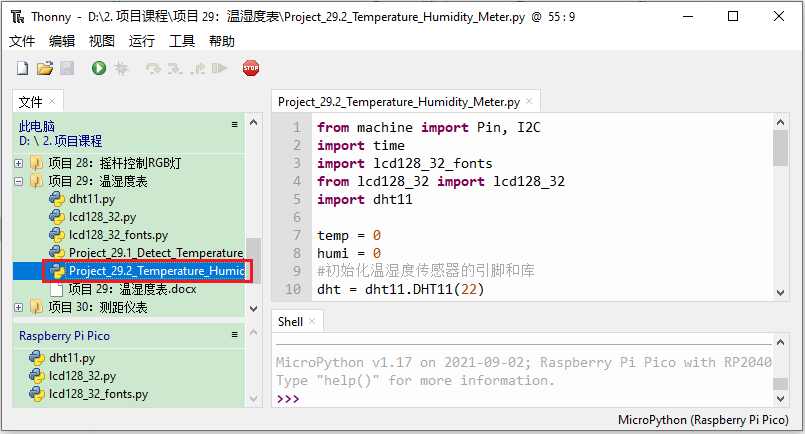 Thonny - D:\2. 项目课程\项目 29：温湿度表\Project_29.2_Temperature_Humidity_Meter.py @ 55:9
文件 编辑 视图 运行 工具 帮助
STOP
文件
此电脑
D: \ 2. 项目课程
项目 28：摇杆控制RGB灯
项目 29：温湿度表
dht11.py
lcd128_32.py
lcd128_32_fonts.py
Project_29.1_Detect_Temperature
Project_29.2_Temperature_Humid
项目 29：温湿度表.docx
项目 30：测距仪表
Raspberry Pi Pico
dht11.py
lcd128_32.py
lcd128_32_fonts.py
Project_29.2_Temperature_Humidity_Meter.py
1 from machine import Pin, I2C
2 import time
3 import lcd128_32_fonts
4 from lcd128_32 import lcd128_32
5 import dht11
6
7 temp = 0
8 humi = 0
9 #初始化温湿度传感器的引脚和库
10 dht = dht11.DHT11(22)
Shell
MicroPython v1.17 on 2021-09-02; Raspberry Pi Pico with RP2040
Type "help()" for more information.
>>>
MicroPython (Raspberry Pi Pico)